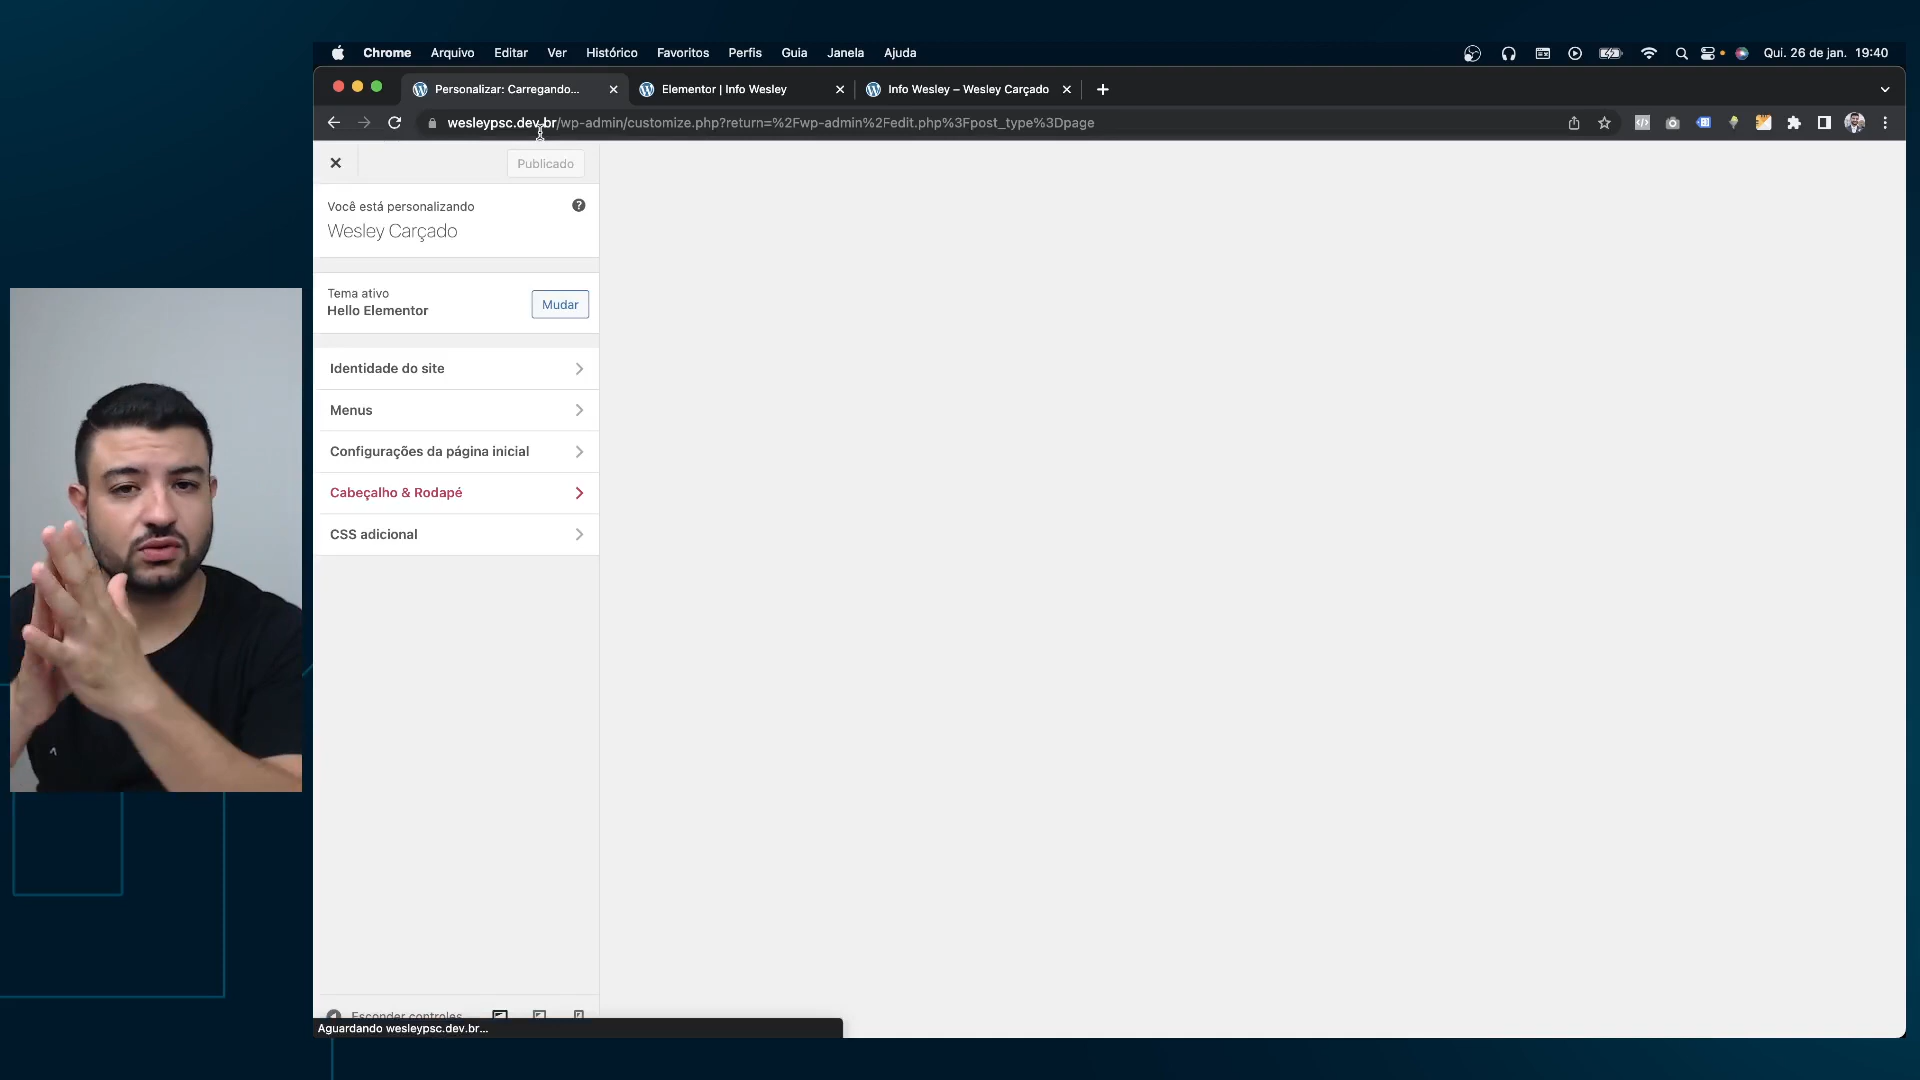 Chrome Arquivo Editar Ver Histórico Favoritos Perfis Guia Janela Ajuda Qui. 26 de jan. 19:40
Personalizar: Carregando... Elementor | Info Wesley Info Wesley – Wesley Carçado
wesleypsc.dev.br/wp-admin/customize.php?return=%2Fwp-admin%2Fedit.php%3Fpost_type%3Dpage
Publicado
Você está personalizando
Wesley Carçado
Tema ativo
Hello Elementor
Mudar
Identidade do site
Menus
Configurações da página inicial
Cabeçalho & Rodapé
CSS adicional
Esconder controles
Aguardando wesleypsc.dev.br...